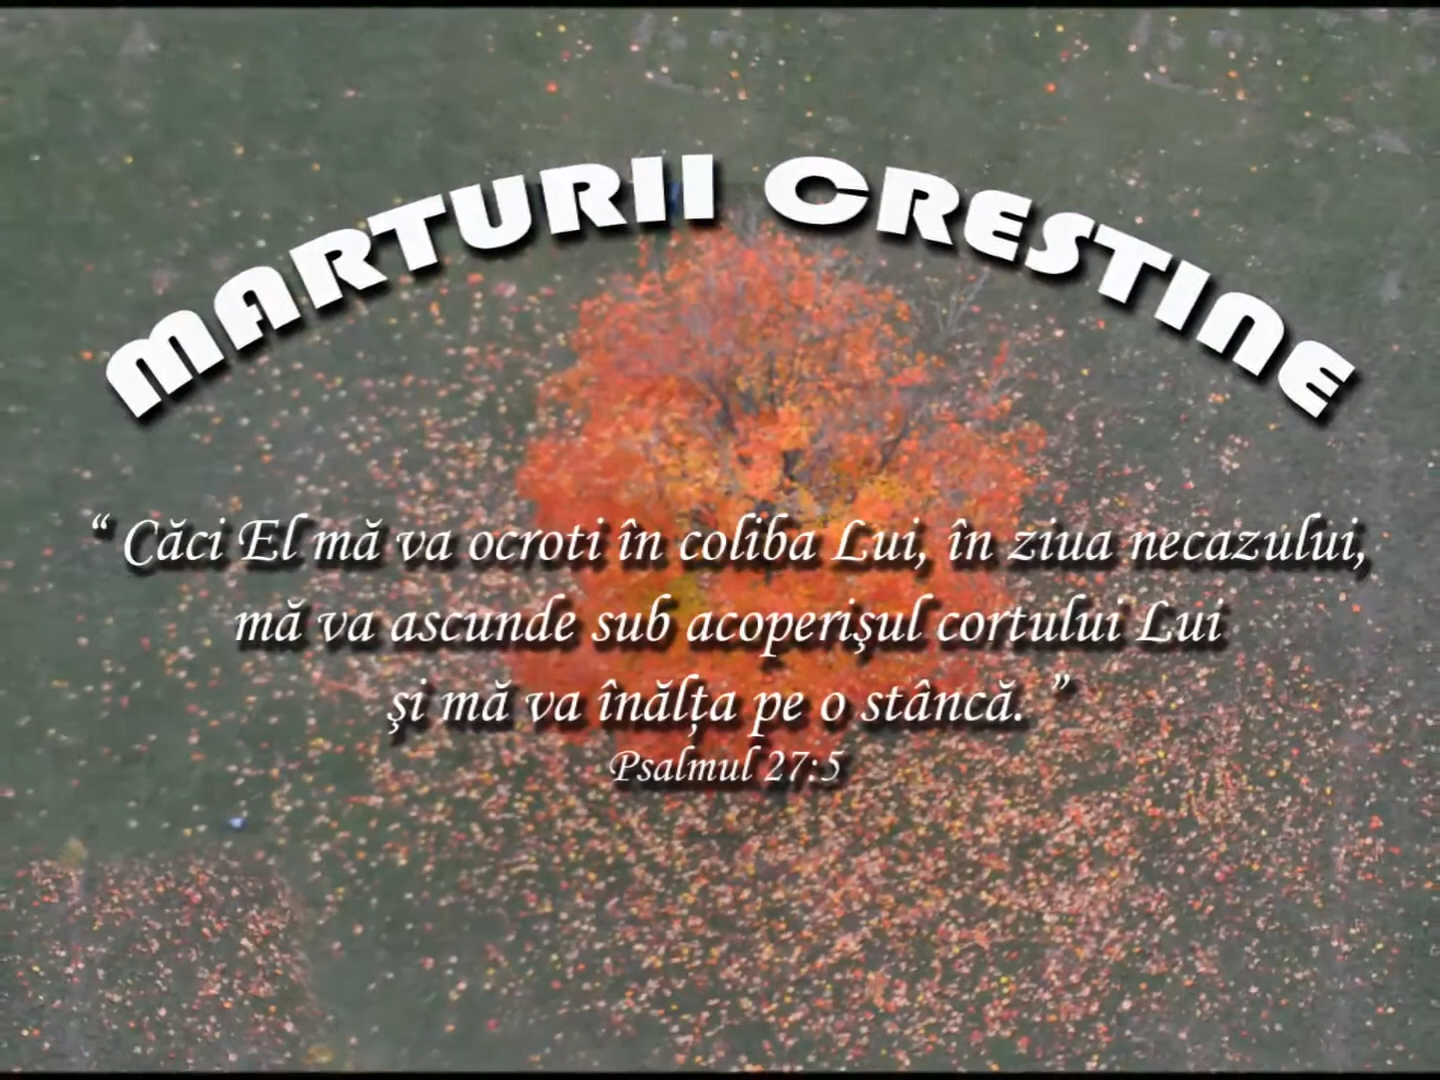 MARTURII CRESTINE
“ Căci El mă va ocroti în coliba Lui, în ziua necazului,
mă va ascunde sub acoperişul cortului Lui
şi mă va înălţa pe o stâncă. ”
Psalmul 27:5